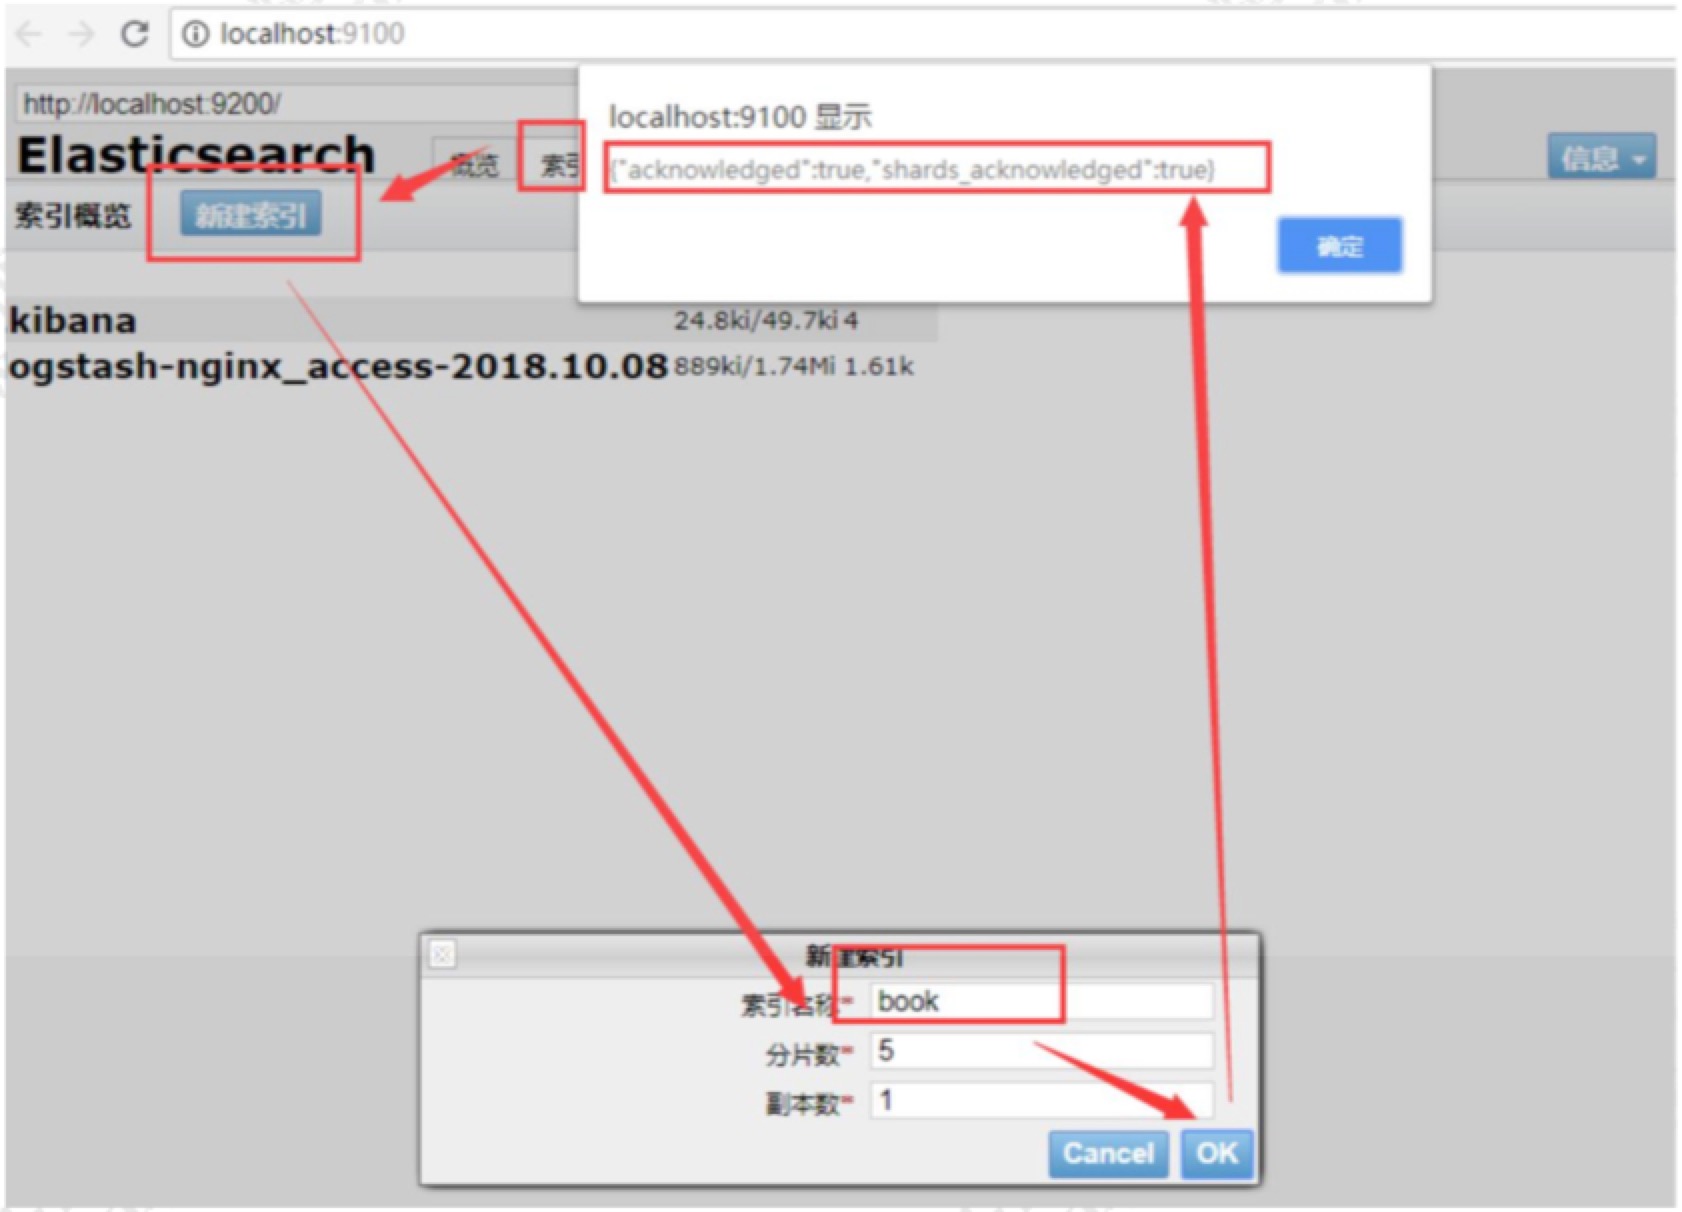 localhost:9100
http://localhost:9200/
localhost:9100 显示
Elasticsearch
概览
索引
{"acknowledged":true,"shards_acknowledged":true}
信息
索引概览
新建索引
确定
kibana
24.8ki/49.7ki 4
ogstash-nginx_access-2018.10.08
889ki/1.74Mi 1.61k
新建索引
索引名称*
book
分片数*
5
副本数*
1
Cancel
OK